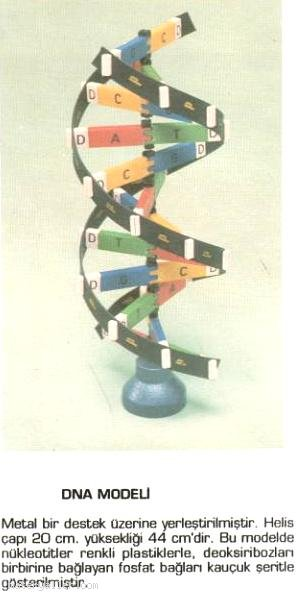 D C
D C P
D A S T D
C G D
P
P
D T P
D G C D
T A
P
P
DNA MODELİ
Metal bir destek üzerine yerleştirilmiştir. Helis
çapı 20 cm. yüksekliği 44 cm'dir. Bu modelde
nükleotitler renkli plastiklerle, deoksiribozları
birbirine bağlayan fosfat bağları kauçuk şeritle
gösterilmiştir.